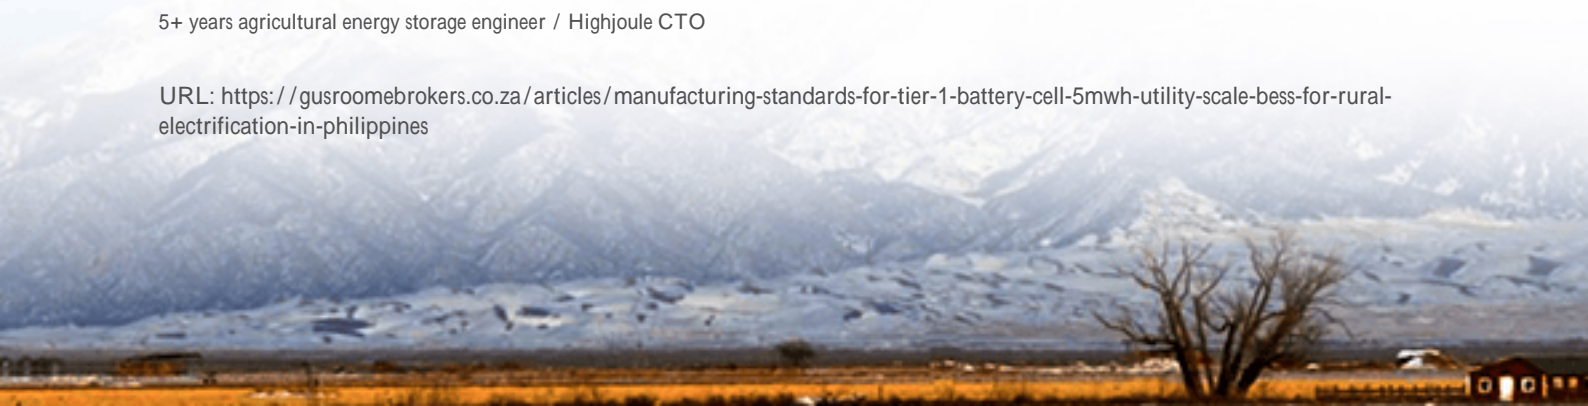 5+ years agricultural energy storage engineer / Highjoule CTO
URL: https://gusroomebrokers.co.za/articles/manufacturing-standards-for-tier-1-battery-cell-5mwh-utility-scale-bess-for-rural-
electrification-in-philippines